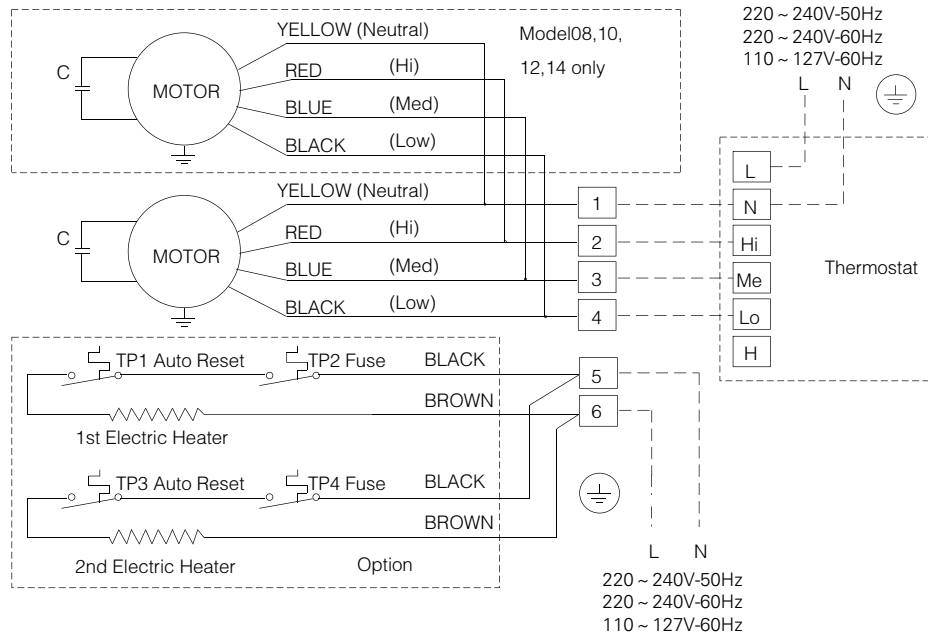 YELLOW (Neutral)
RED (Hi)
BLUE (Med)
BLACK (Low)
C
MOTOR
Model08,10,
12,14 only
220 ~ 240V-50Hz
220 ~ 240V-60Hz
110 ~ 127V-60Hz
L N
YELLOW (Neutral)
RED (Hi)
BLUE (Med)
BLACK (Low)
C
MOTOR
1
2
3
4
L
N
Hi
Me
Lo
H
Thermostat
TP1 Auto Reset TP2 Fuse BLACK
BROWN
1st Electric Heater
5
6
TP3 Auto Reset TP4 Fuse BLACK
BROWN
2nd Electric Heater Option
L N
220 ~ 240V-50Hz
220 ~ 240V-60Hz
110 ~ 127V-60Hz